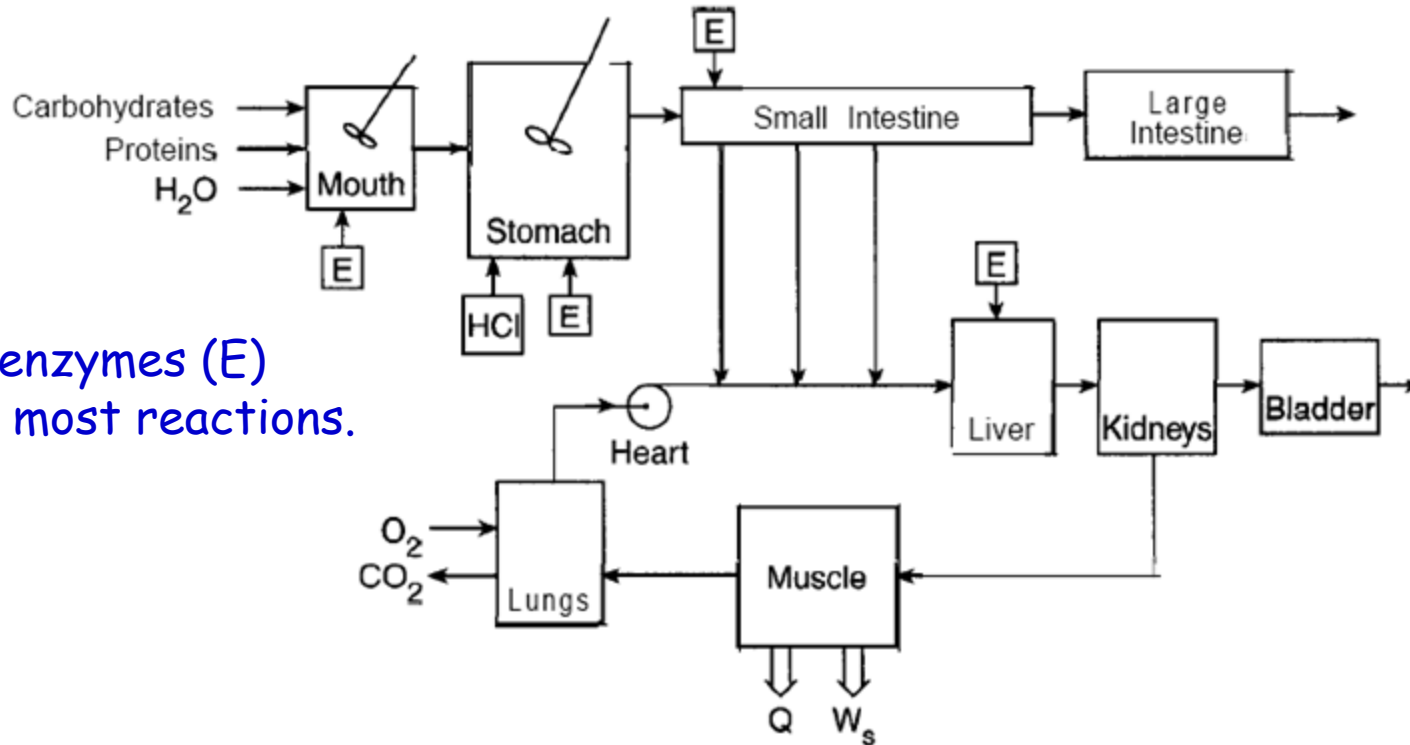 E
Carbohydrates
Proteins
H₂O
Mouth
Stomach
Small Intestine
Large
Intestine
E
HCl
E
E
enzymes (E)
most reactions.
Heart
Liver
Kidneys
Bladder
O₂
CO₂
Lungs
Muscle
Q
Wₛ